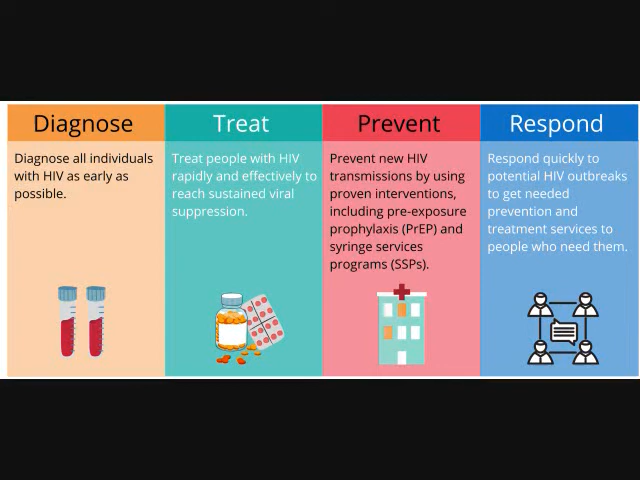 Diagnose
Diagnose all individuals
with HIV as early as
possible.
Treat
Treat people with HIV
rapidly and effectively to
reach sustained viral
suppression.
Prevent
Prevent new HIV
transmissions by using
proven interventions,
including pre-exposure
prophylaxis (PrEP) and
syringe services
programs (SSPs).
Respond
Respond quickly to
potential HIV outbreaks
to get needed
prevention and
treatment services to
people who need them.